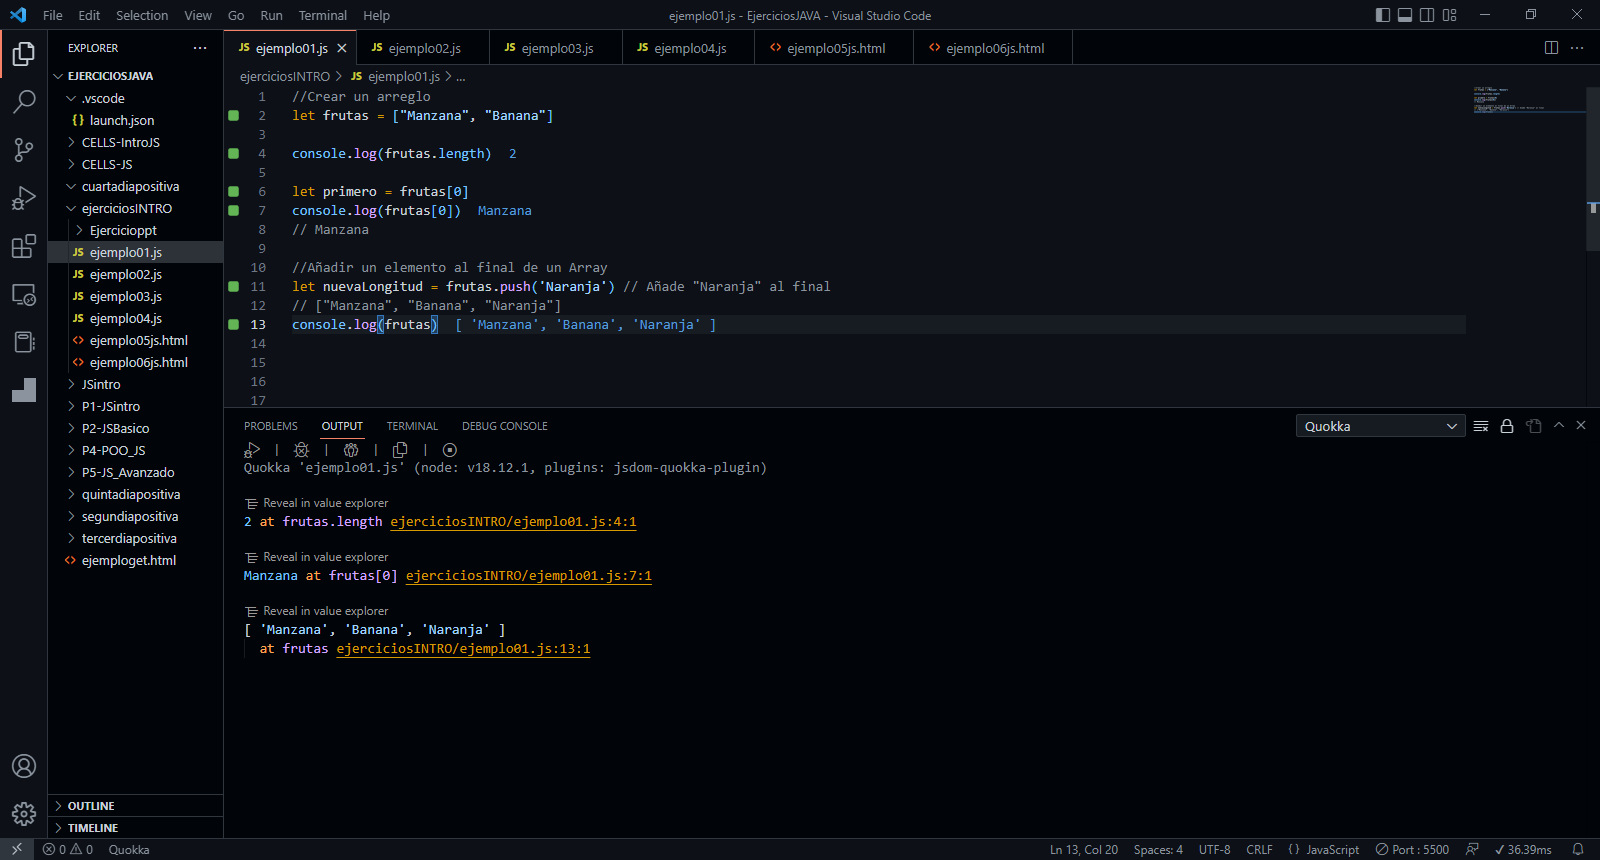 File Edit Selection View Go Run Terminal Help ejemplo01.js - EjerciciosJAVA - Visual Studio Code
EXPLORER
EJERCICIOSJAVA
.vscode
{} launch.json
CELLS-IntroJS
CELLS-JS
cuartadiapositiva
ejerciciosINTRO
Ejercicioppt
JS ejemplo01.js
JS ejemplo02.js
JS ejemplo03.js
JS ejemplo04.js
<> ejemplo05js.html
<> ejemplo06js.html
JSintro
P1-JSintro
P2-JSBasico
P4-POO_JS
P5-JS_Avanzado
quintadiapositiva
segundiapositiva
tercerdiapositiva
<> ejemploget.html
OUTLINE
TIMELINE
JS ejemplo01.js JS ejemplo02.js JS ejemplo03.js JS ejemplo04.js <> ejemplo05js.html <> ejemplo06js.html
ejerciciosINTRO > JS ejemplo01.js > ...
1 //Crear un arreglo
2 let frutas = ["Manzana", "Banana"]
3
4 console.log(frutas.length) 2
5
6 let primero = frutas[0]
7 console.log(frutas[0]) Manzana
8 // Manzana
9
10 //Añadir un elemento al final de un Array
11 let nuevaLongitud = frutas.push('Naranja') // Añade "Naranja" al final
12 // ["Manzana", "Banana", "Naranja"]
13 console.log(frutas) [ 'Manzana', 'Banana', 'Naranja' ]
14
15
16
17
PROBLEMS OUTPUT TERMINAL DEBUG CONSOLE Quokka
Quokka 'ejemplo01.js' (node: v18.12.1, plugins: jsdom-quokka-plugin)
Reveal in value explorer
2 at frutas.length ejerciciosINTRO/ejemplo01.js:4:1
Reveal in value explorer
Manzana at frutas[0] ejerciciosINTRO/ejemplo01.js:7:1
Reveal in value explorer
[ 'Manzana', 'Banana', 'Naranja' ]
at frutas ejerciciosINTRO/ejemplo01.js:13:1
0 0 Quokka Ln 13, Col 20 Spaces: 4 UTF-8 CRLF {} JavaScript Port : 5500 ✓ 36.39ms